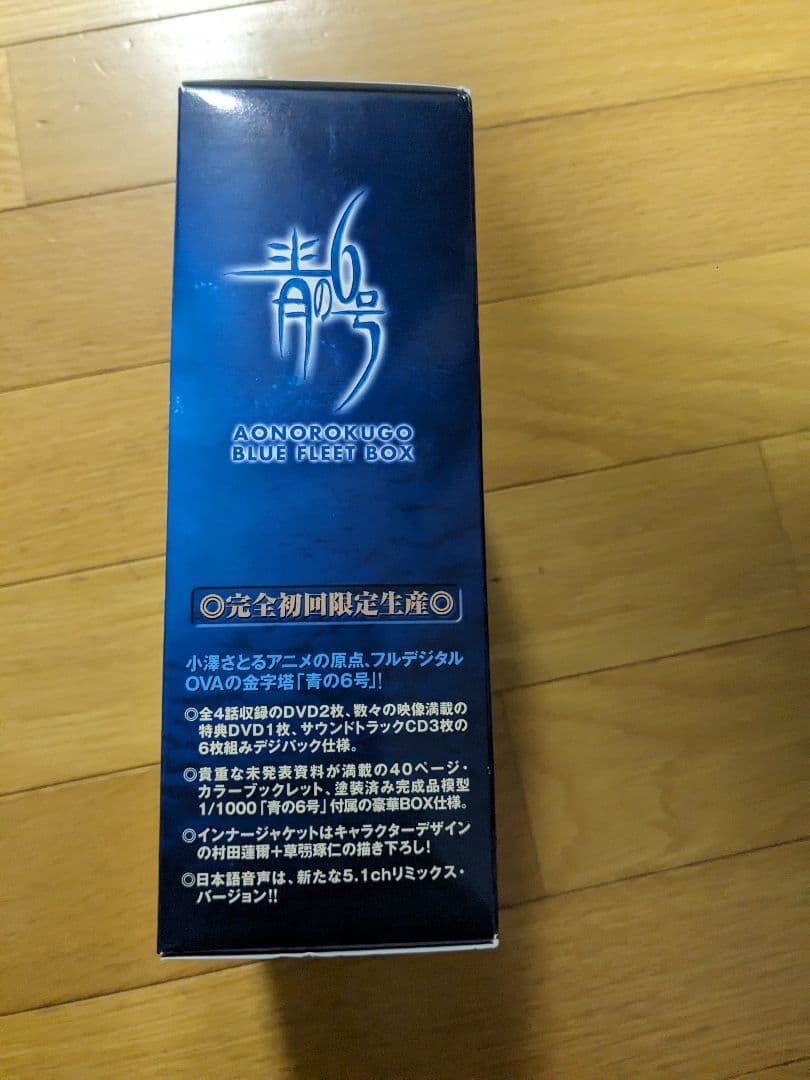 青の6号
AONOROKUGO
BLUE FLEET BOX
◎完全初回限定生産◎
小澤さとるアニメの原点、フルデジタル
OVAの金字塔「青の6号」!
◎全4話収録のDVD2枚、数々の映像満載の
特典DVD1枚、サウンドトラックCD3枚の
6枚組みデジパック仕様。
◎貴重な未発表資料が満載の40ページ・
カラーブックレット、塗装済み完成品模型
1/1000「青の6号」付属の豪華BOX仕様。
◎インナージャケットはキャラクターデザイン
の村田蓮爾+草彅琢仁の描き下ろし!
◎日本語音声は、新たな5.1chリミックス・
バージョン!!